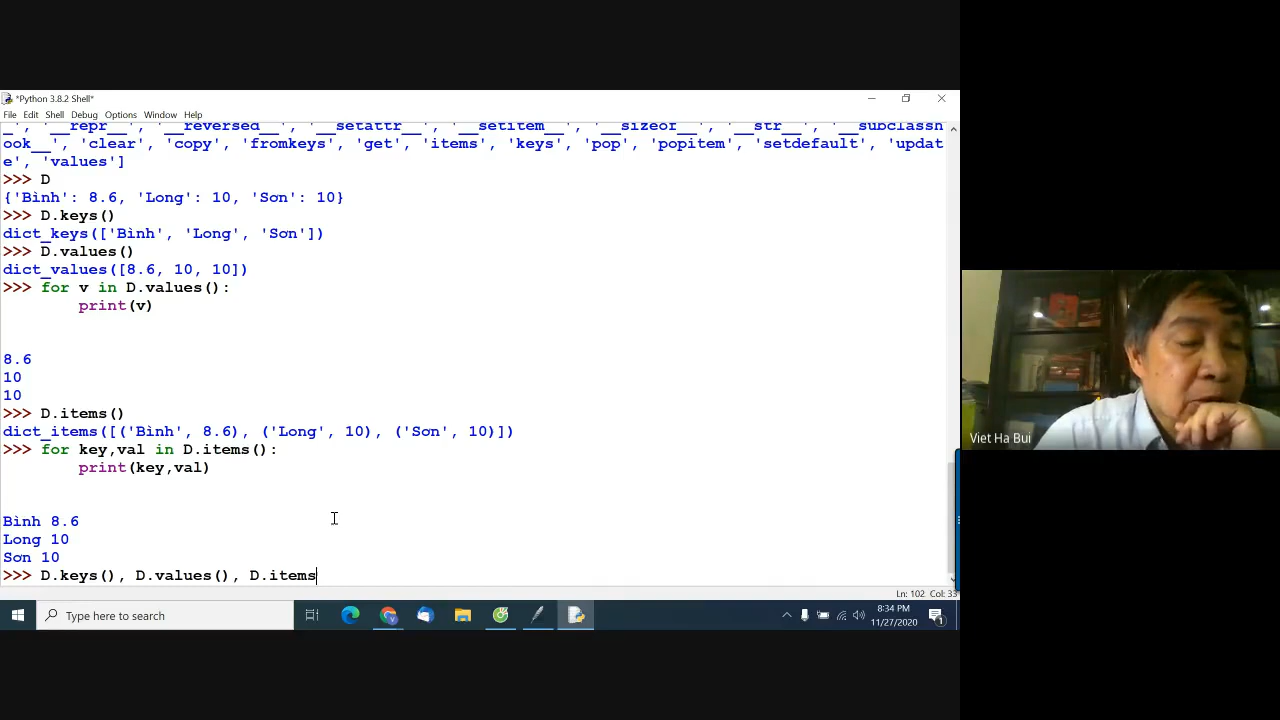 *Python 3.8.2 Shell*
File Edit Shell Debug Options Window Help
_', '__repr__', '__reversed__', '__setattr__', '__setitem__', '__sizeof__', '__str__', '__subclassh
ook__', 'clear', 'copy', 'fromkeys', 'get', 'items', 'keys', 'pop', 'popitem', 'setdefault', 'updat
e', 'values']
>>> D
{'Bình': 8.6, 'Long': 10, 'Sơn': 10}
>>> D.keys()
dict_keys(['Bình', 'Long', 'Sơn'])
>>> D.values()
dict_values([8.6, 10, 10])
>>> for v in D.values():
print(v)
8.6
10
10
>>> D.items()
dict_items([('Bình', 8.6), ('Long', 10), ('Sơn', 10)])
>>> for key,val in D.items():
print(key,val)
Bình 8.6
Long 10
Sơn 10
>>> D.keys(), D.values(), D.items
Ln: 102 Col: 33
Type here to search
8:34 PM
11/27/2020
1
Viet Ha Bui